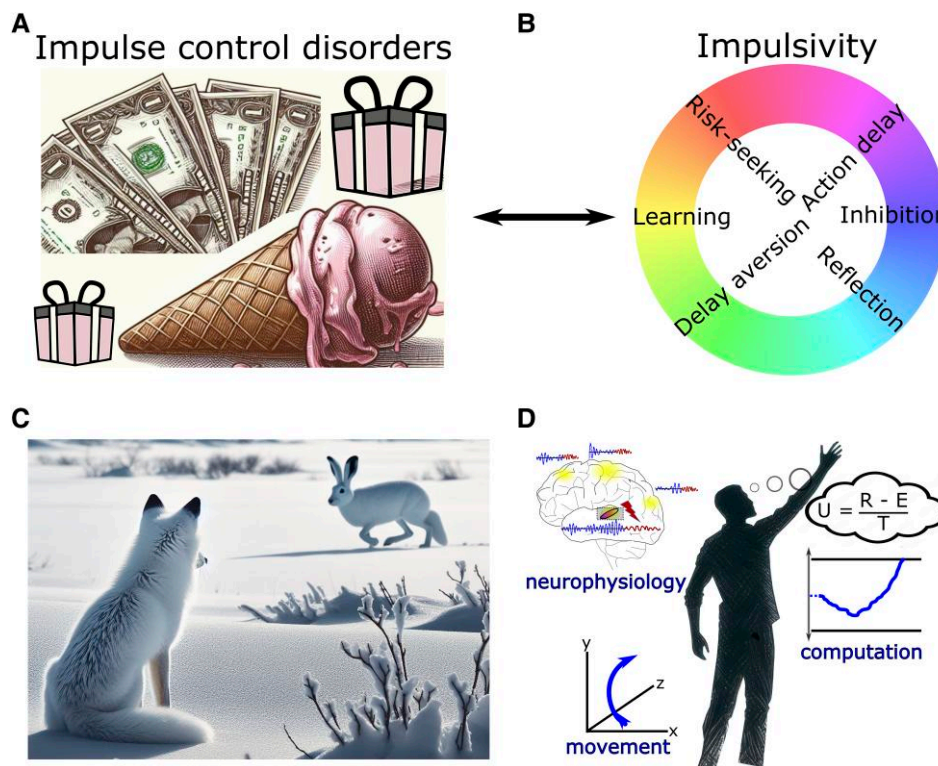 A
Impulse control disorders
B
Impulsivity
Risk-seeking
Action delay
Learning
Inhibition
Delay aversion
Reflection
C
D
neurophysiology
U = R - E
T
computation
y
z
x
movement